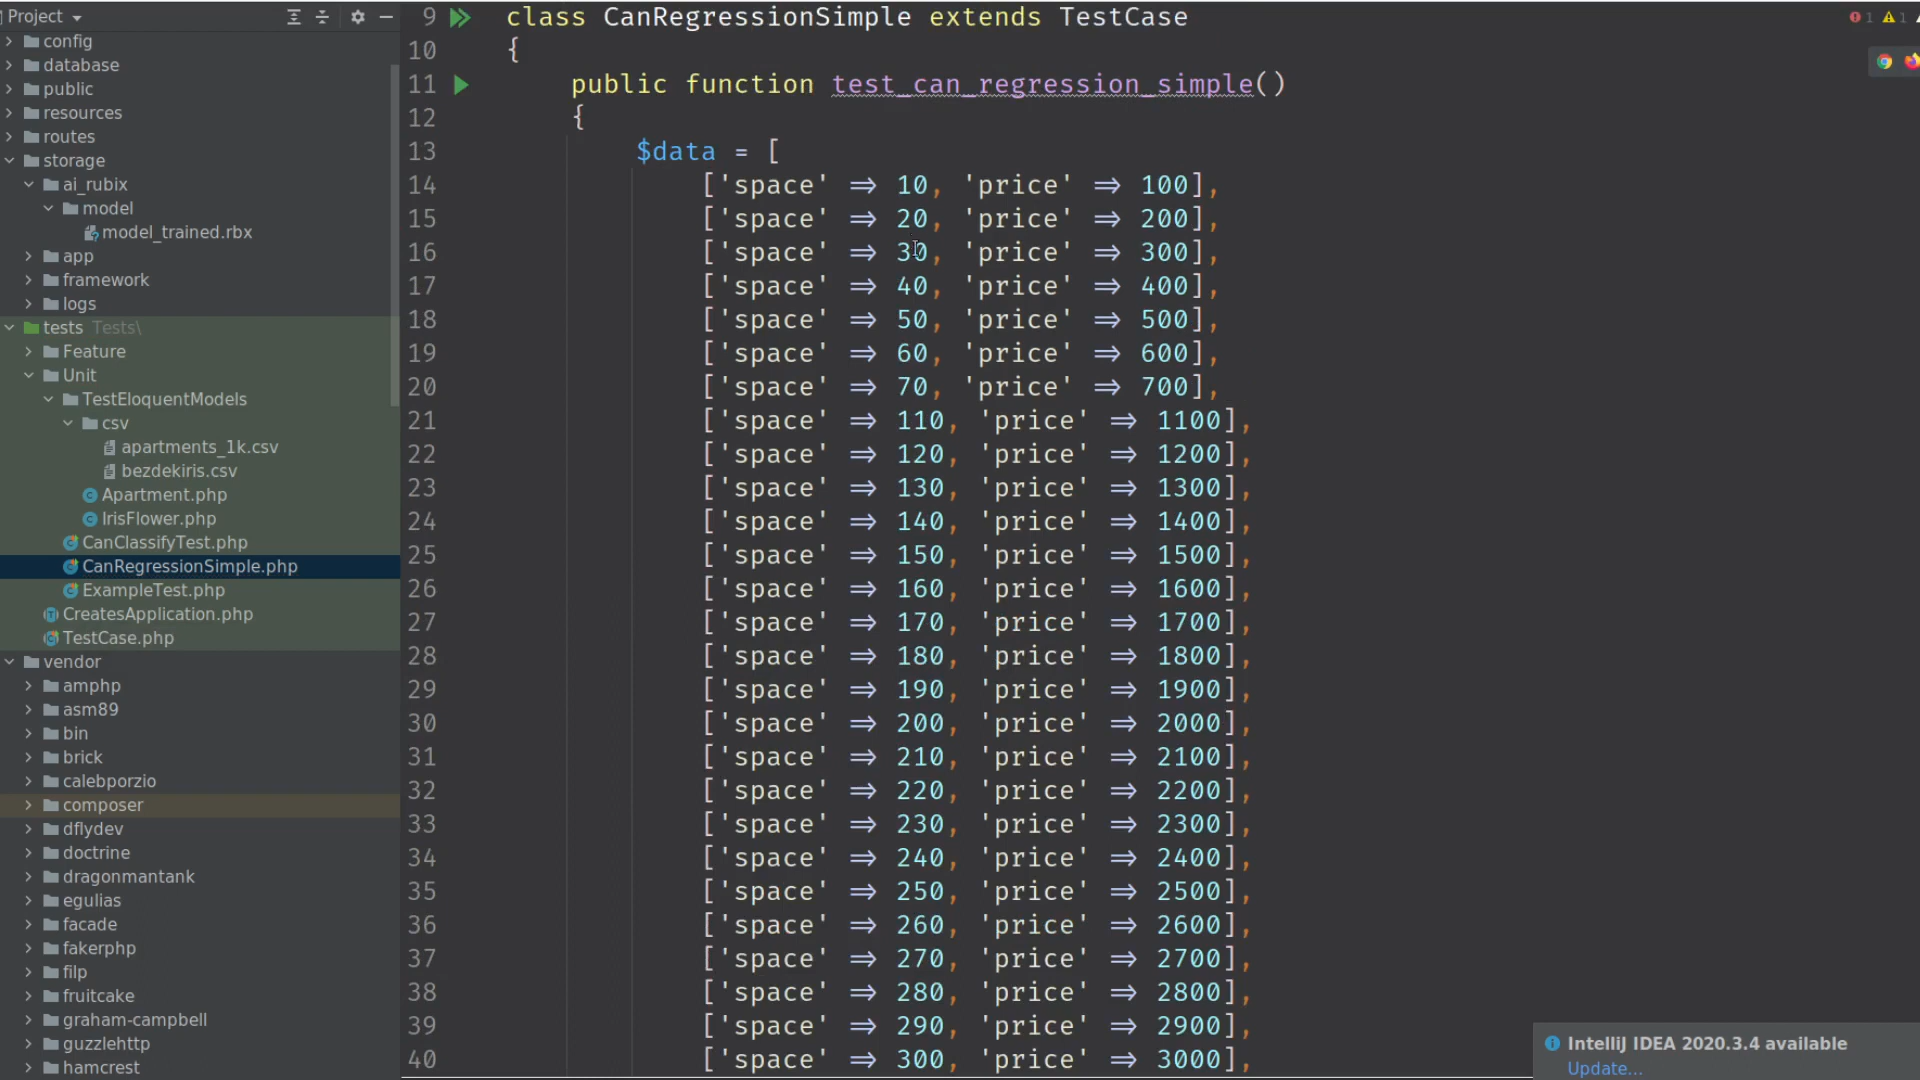 Project
config
database
public
resources
routes
storage
ai_rubix
model
model_trained.rbx
app
framework
logs
tests Tests\
Feature
Unit
TestEloquentModels
csv
apartments_1k.csv
bezdekiris.csv
Apartment.php
IrisFlower.php
CanClassifyTest.php
CanRegressionSimple.php
ExampleTest.php
CreatesApplication.php
TestCase.php
vendor
amphp
asm89
bin
brick
calebporzio
composer
dflydev
doctrine
dragonmantank
egulias
facade
fakerphp
filp
fruitcake
graham-campbell
guzzlehttp
hamcrest
9 class CanRegressionSimple extends TestCase
10 {
11 public function test_can_regression_simple()
12 {
13 $data = [
14 ['space' => 10, 'price' => 100],
15 ['space' => 20, 'price' => 200],
16 ['space' => 30, 'price' => 300],
17 ['space' => 40, 'price' => 400],
18 ['space' => 50, 'price' => 500],
19 ['space' => 60, 'price' => 600],
20 ['space' => 70, 'price' => 700],
21 ['space' => 110, 'price' => 1100],
22 ['space' => 120, 'price' => 1200],
23 ['space' => 130, 'price' => 1300],
24 ['space' => 140, 'price' => 1400],
25 ['space' => 150, 'price' => 1500],
26 ['space' => 160, 'price' => 1600],
27 ['space' => 170, 'price' => 1700],
28 ['space' => 180, 'price' => 1800],
29 ['space' => 190, 'price' => 1900],
30 ['space' => 200, 'price' => 2000],
31 ['space' => 210, 'price' => 2100],
32 ['space' => 220, 'price' => 2200],
33 ['space' => 230, 'price' => 2300],
34 ['space' => 240, 'price' => 2400],
35 ['space' => 250, 'price' => 2500],
36 ['space' => 260, 'price' => 2600],
37 ['space' => 270, 'price' => 2700],
38 ['space' => 280, 'price' => 2800],
39 ['space' => 290, 'price' => 2900],
40 ['space' => 300, 'price' => 3000],
1 1
IntelliJ IDEA 2020.3.4 available
Update...